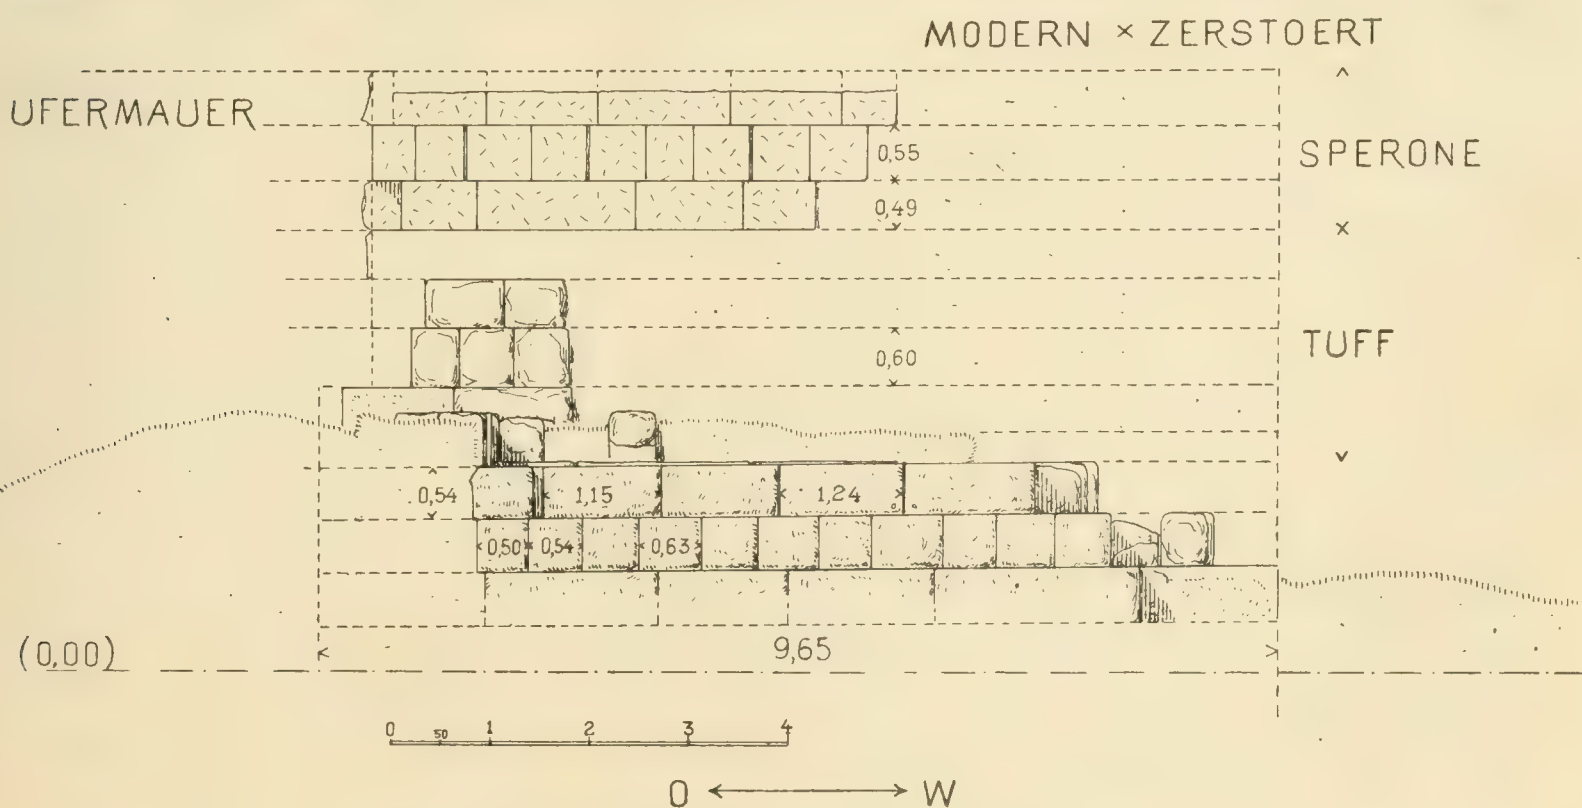 MODERN × ZERSTOERT
UFERMAUER
0,55
SPERONE
0,49
0,60
TUFF
0,54
1,15
1,24
0,50
0,54
0,63
(0,00)
9,65
0 50 1 2 3 4
O W